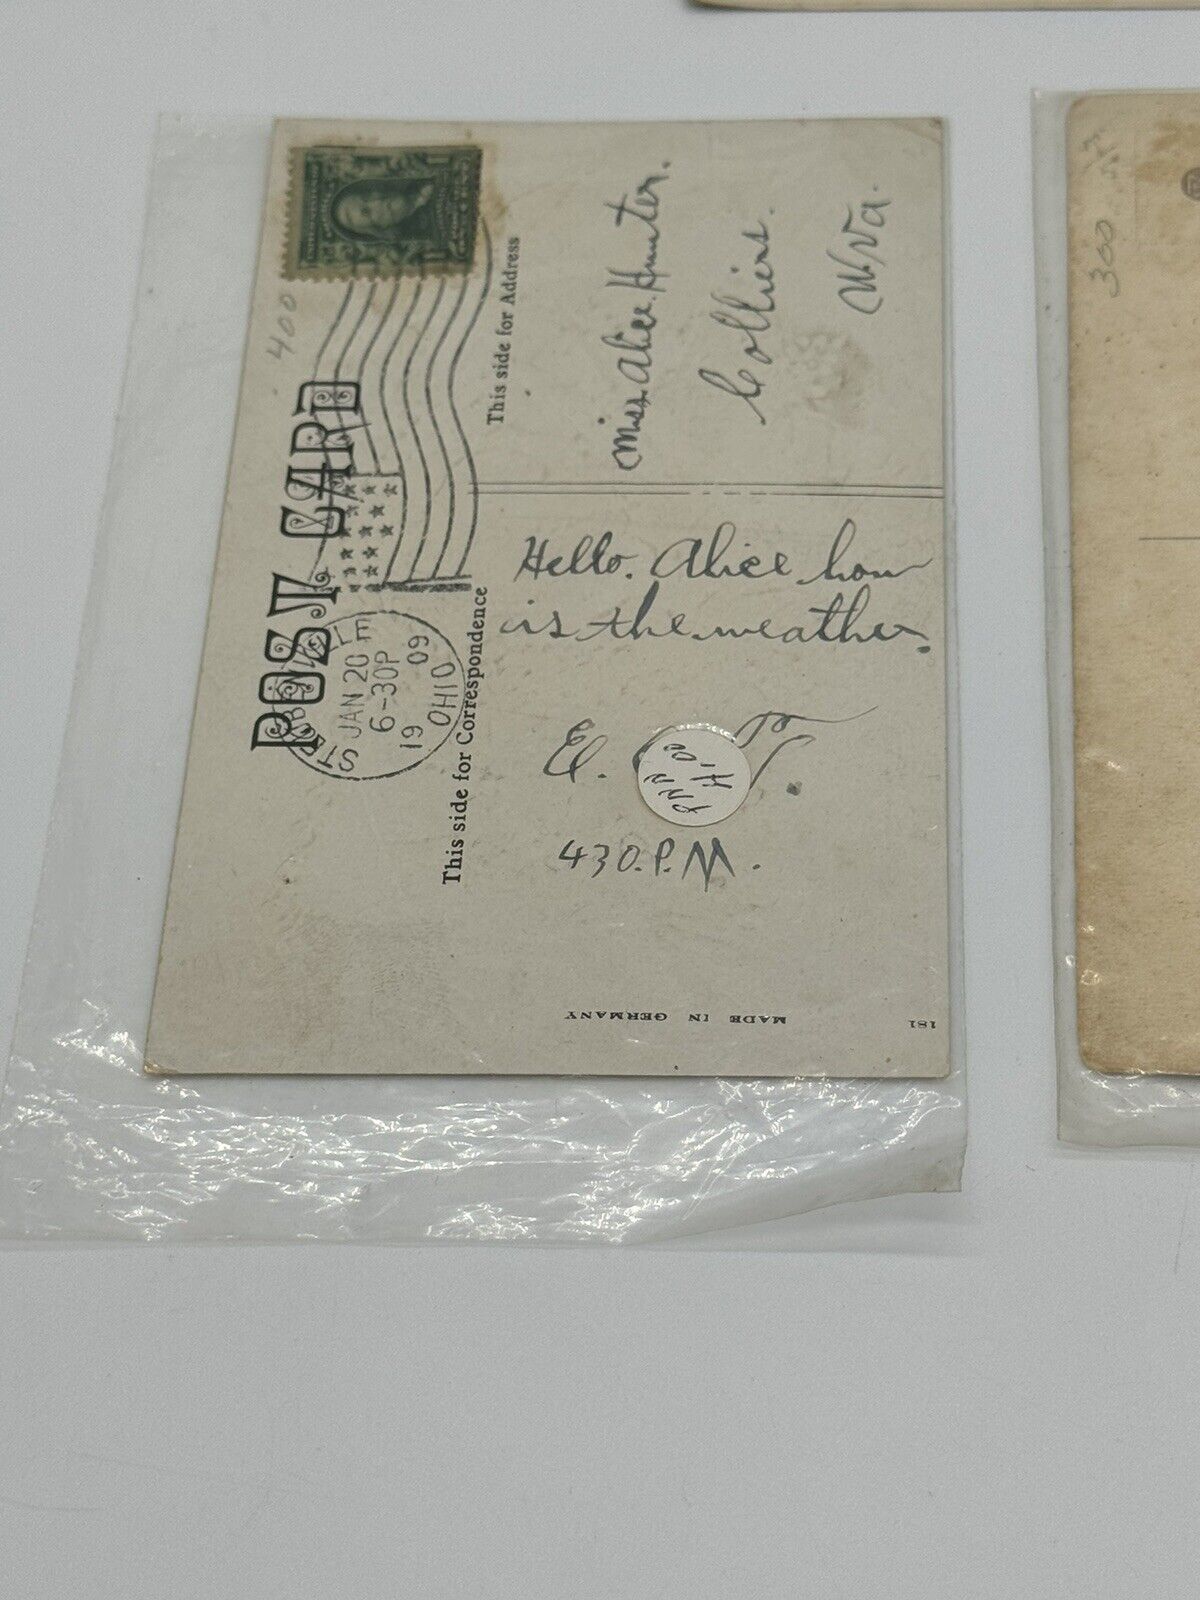 POST CARD
400
STEUBENVILLE
JAN 20
6-30P
19 09
OHIO
This side for Correspondence
This side for Address
Miss. Alice Hunter.
Colliers.
W. Va.
Hello. Alice how
is the weather.
El.
430. P. M.
MADE IN GERMANY
181
300